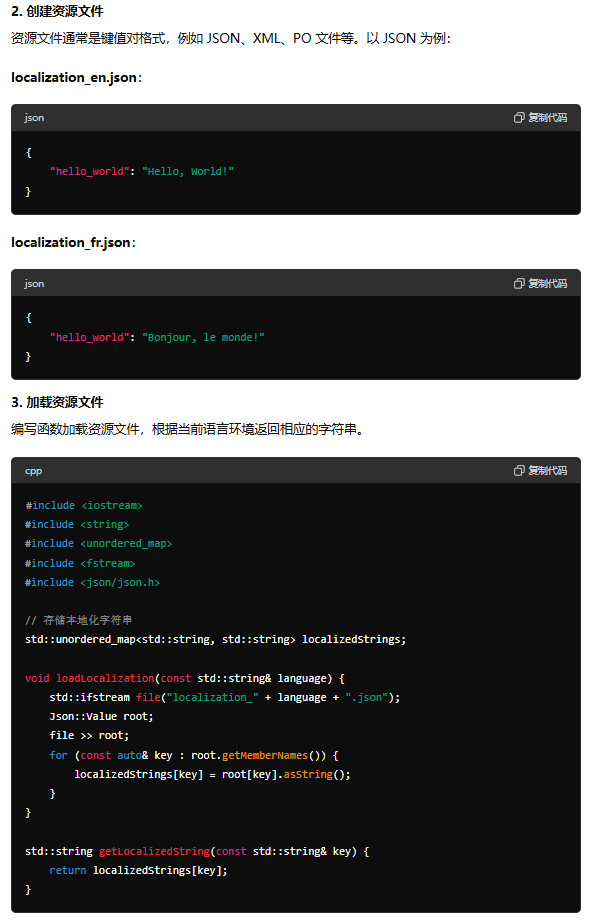 2. 创建资源文件
资源文件通常是键值对格式，例如 JSON、XML、PO 文件等。以 JSON 为例：
localization_en.json：
json
复制代码
{
    "hello_world": "Hello, World!"
}
localization_fr.json：
json
复制代码
{
    "hello_world": "Bonjour, le monde!"
}
3. 加载资源文件
编写函数加载资源文件，根据当前语言环境返回相应的字符串。
cpp
复制代码
#include <iostream>
#include <string>
#include <unordered_map>
#include <fstream>
#include <json/json.h>

// 存储本地化字符串
std::unordered_map<std::string, std::string> localizedStrings;

void loadLocalization(const std::string& language) {
    std::ifstream file("localization_" + language + ".json");
    Json::Value root;
    file >> root;
    for (const auto& key : root.getMemberNames()) {
        localizedStrings[key] = root[key].asString();
    }
}

std::string getLocalizedString(const std::string& key) {
    return localizedStrings[key];
}